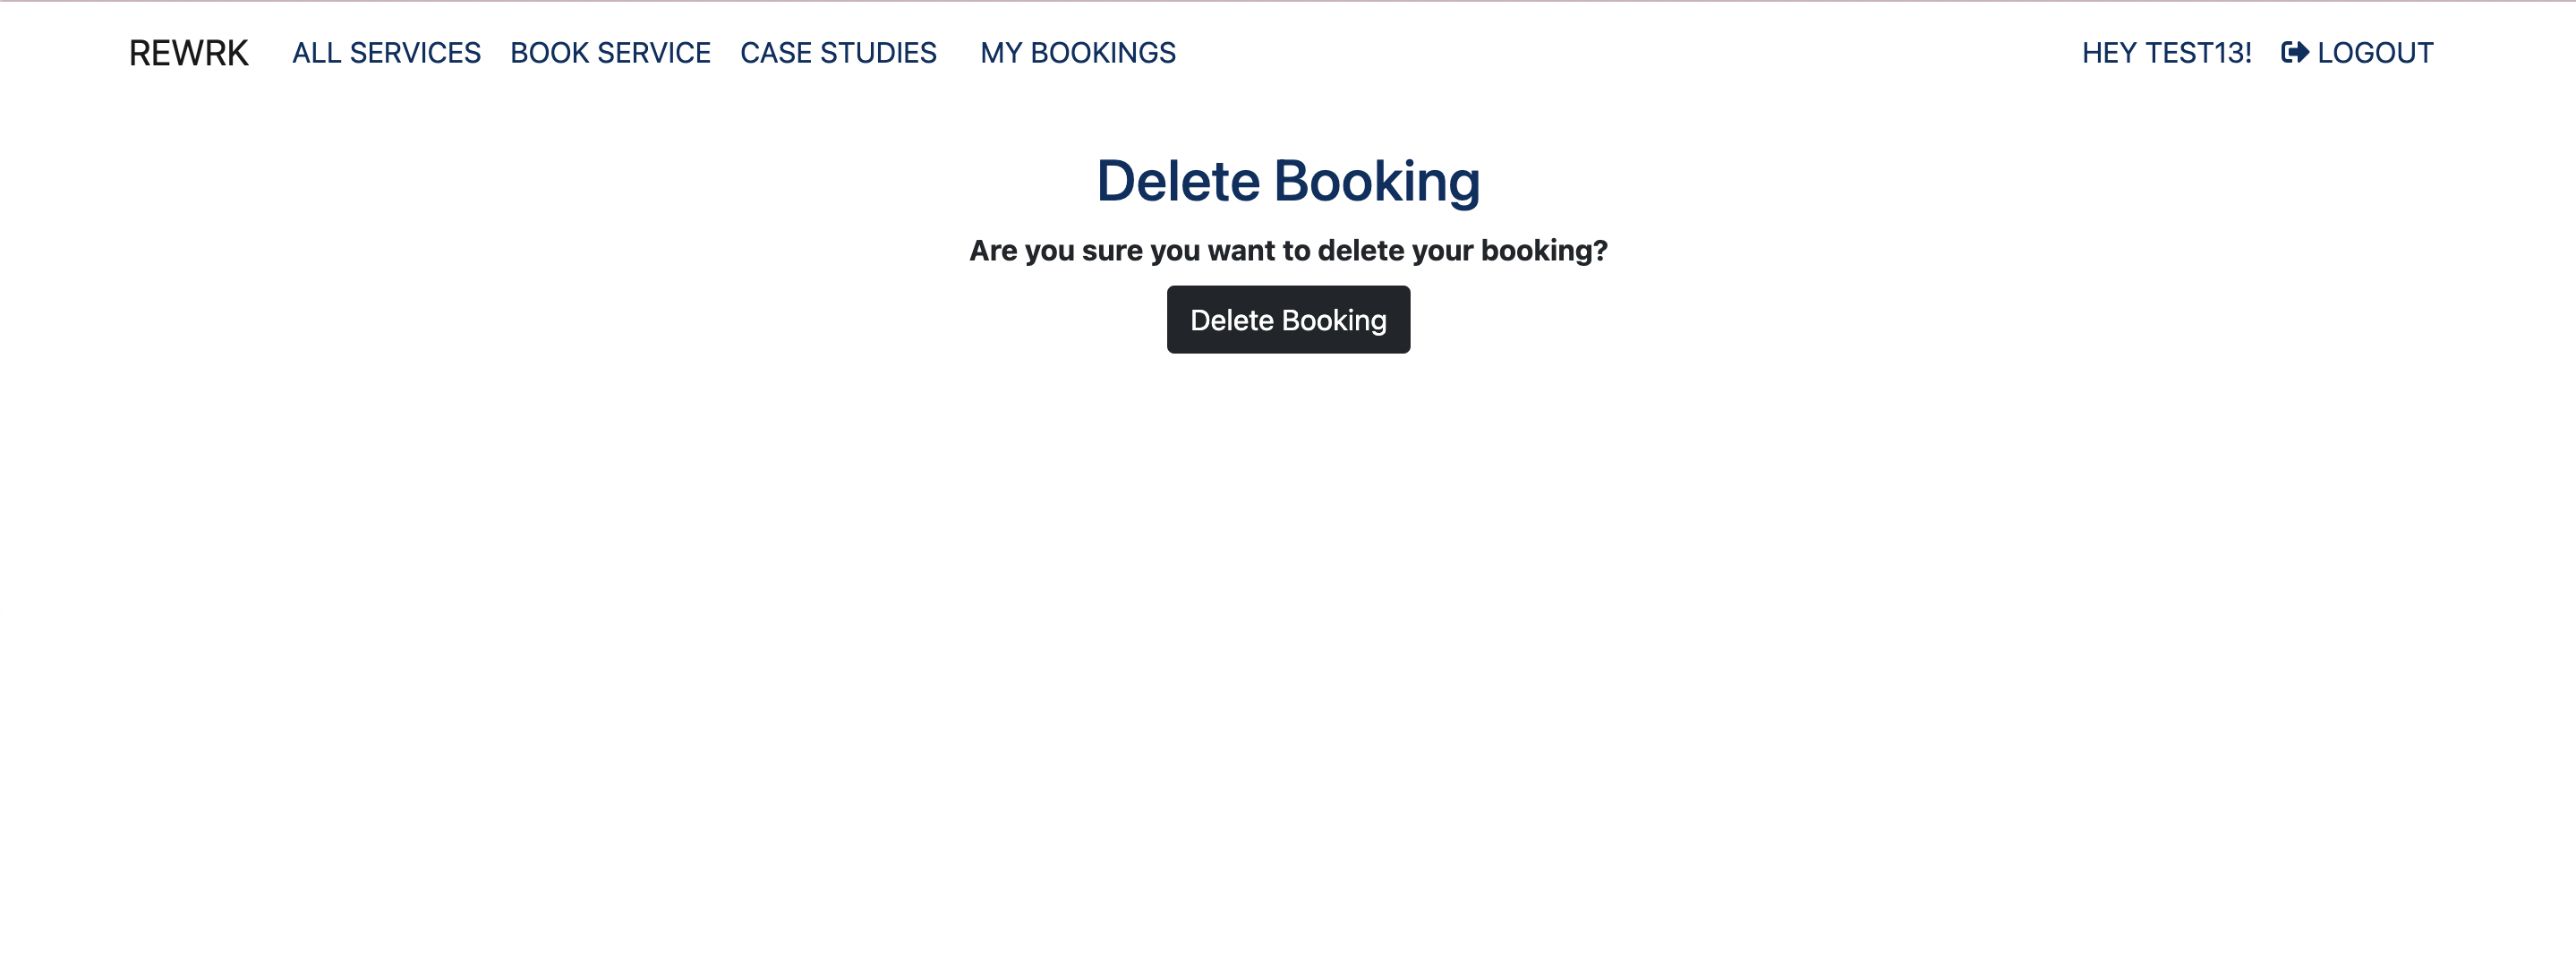 REWRK ALL SERVICES BOOK SERVICE CASE STUDIES MY BOOKINGS HEY TEST13! LOGOUT
Delete Booking
Are you sure you want to delete your booking?
Delete Booking